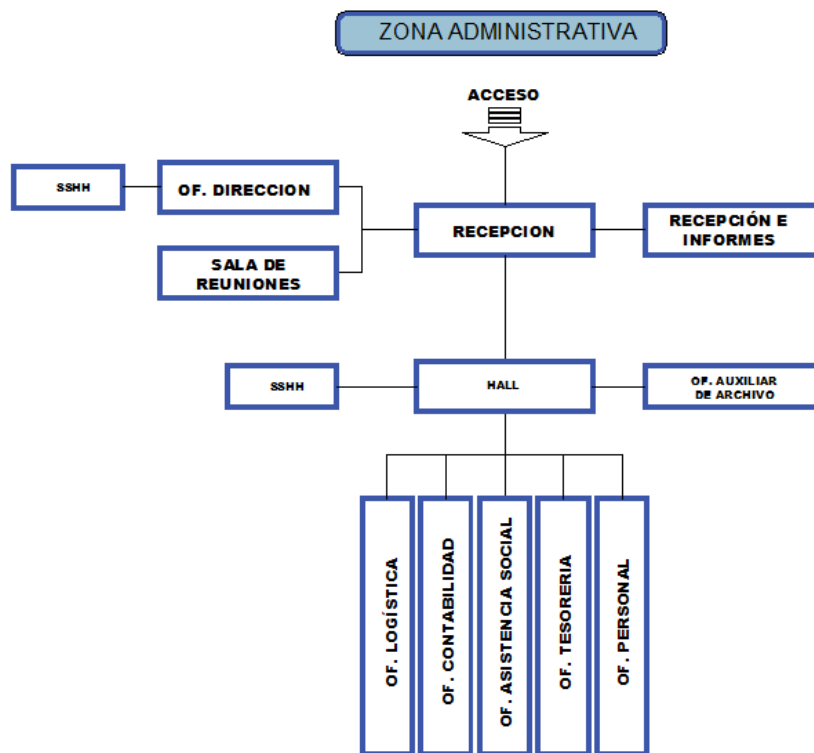 ZONA ADMINISTRATIVA
ACCESO
SSHH
OF. DIRECCION
RECEPCION
RECEPCIÓN E
INFORMES
SALA DE
REUNIONES
SSHH
HALL
OF. AUXILIAR
DE ARCHIVO
OF. LOGÍSTICA
OF. CONTABILIDAD
OF. ASISTENCIA SOCIAL
OF. TESORERIA
OF. PERSONAL